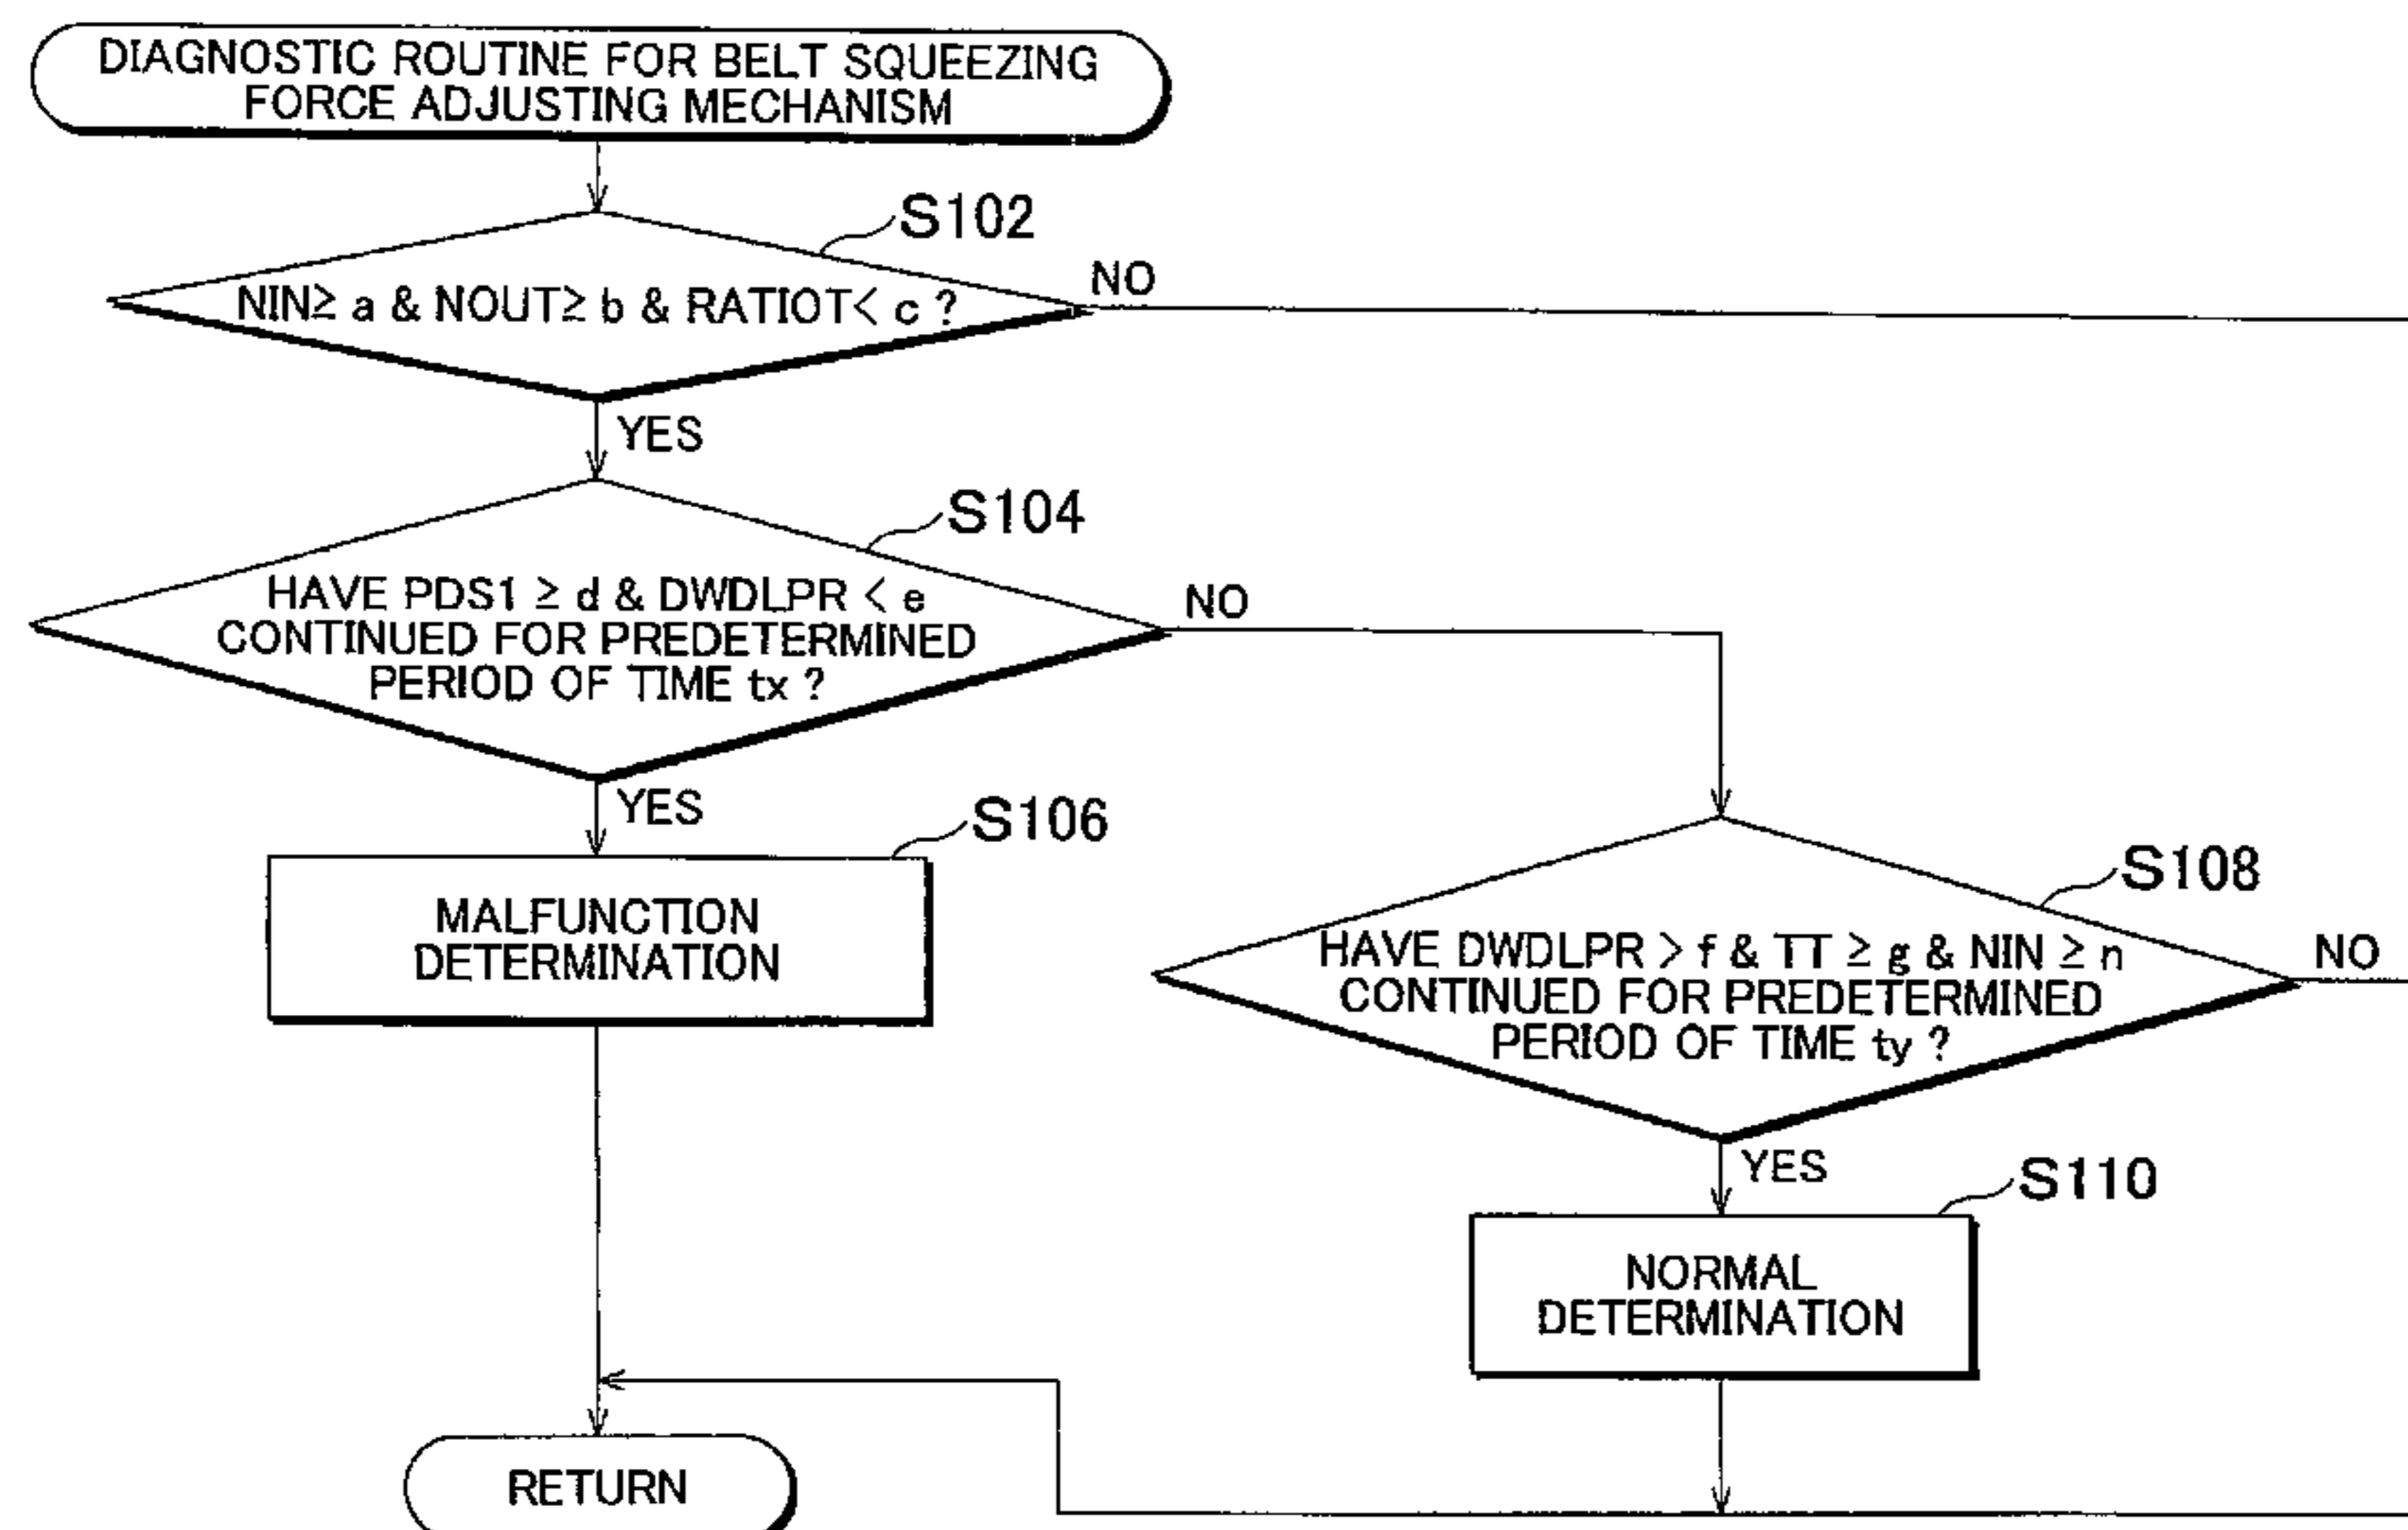 DIAGNOSTIC ROUTINE FOR BELT SQUEEZING
FORCE ADJUSTING MECHANISM
S102
NIN≥ a & NOUT≥ b & RATIOT< c ?
NO
YES
S104
HAVE PDS1 ≥ d & DWDLPR < e
CONTINUED FOR PREDETERMINED
PERIOD OF TIME tx ?
NO
YES
S106
MALFUNCTION
DETERMINATION
S108
HAVE DWDLPR > f & TT ≥ g & NIN ≥ n
CONTINUED FOR PREDETERMINED
PERIOD OF TIME ty ?
NO
YES
S110
NORMAL
DETERMINATION
RETURN